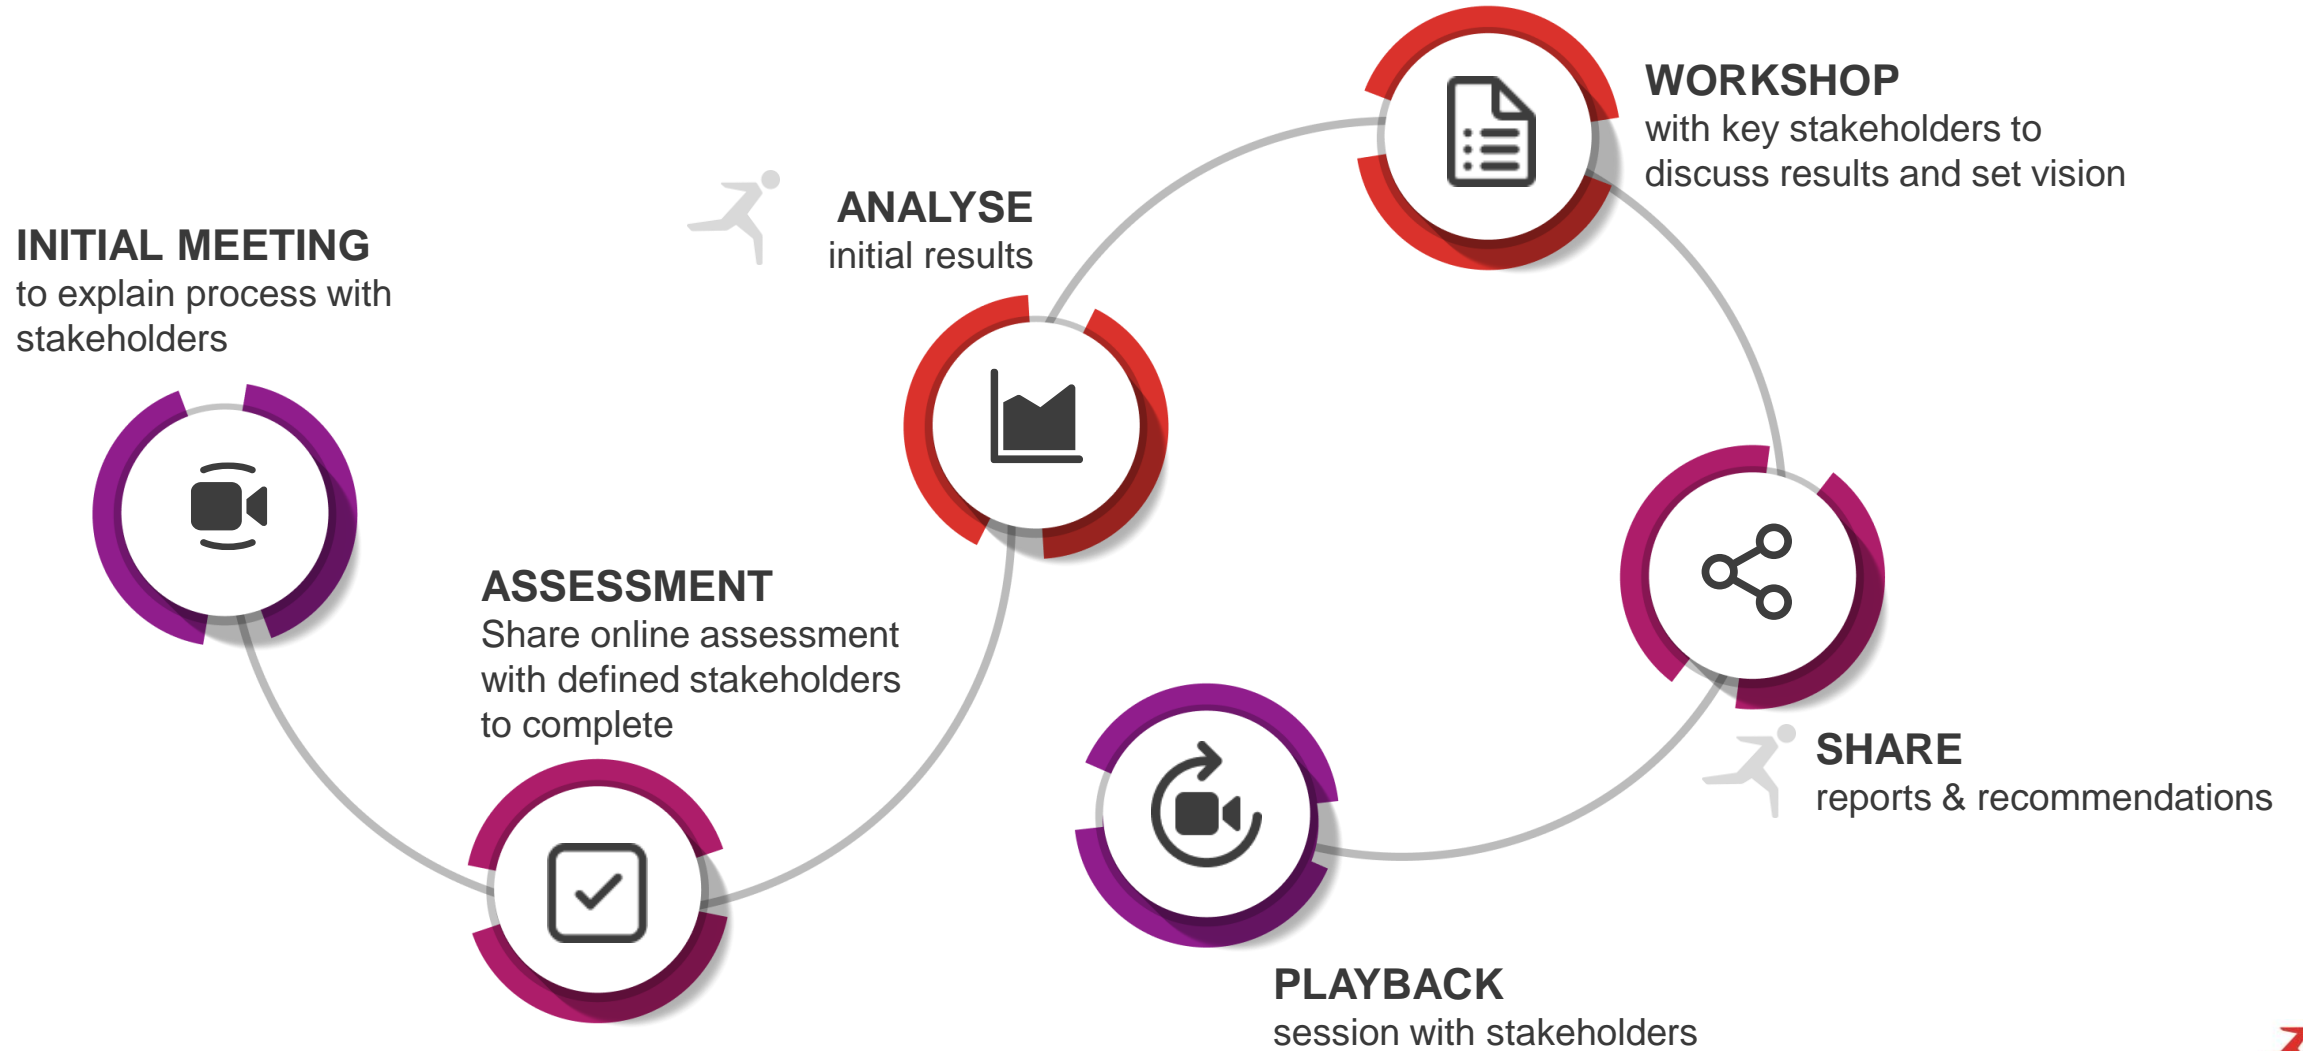 INITIAL MEETING
to explain process with
stakeholders
ASSESSMENT
Share online assessment
with defined stakeholders
to complete
ANALYSE
initial results
WORKSHOP
with key stakeholders to
discuss results and set vision
SHARE
reports & recommendations
PLAYBACK
session with stakeholders